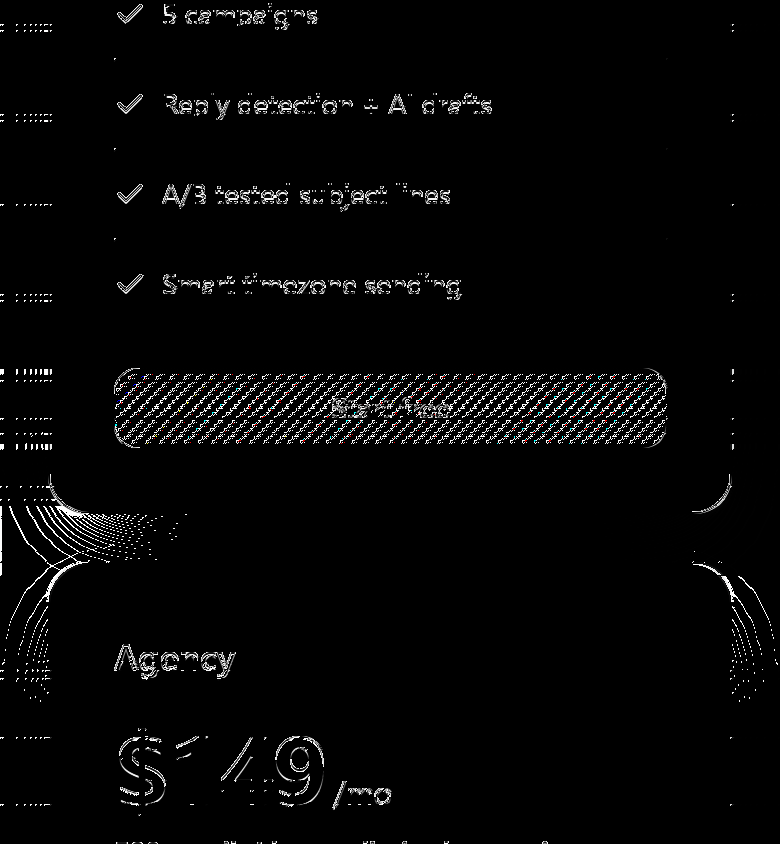 5 campaigns
Reply detection + AI drafts
A/B tested subject lines
Smart timezone sending
Start free
Agency
$149/mo